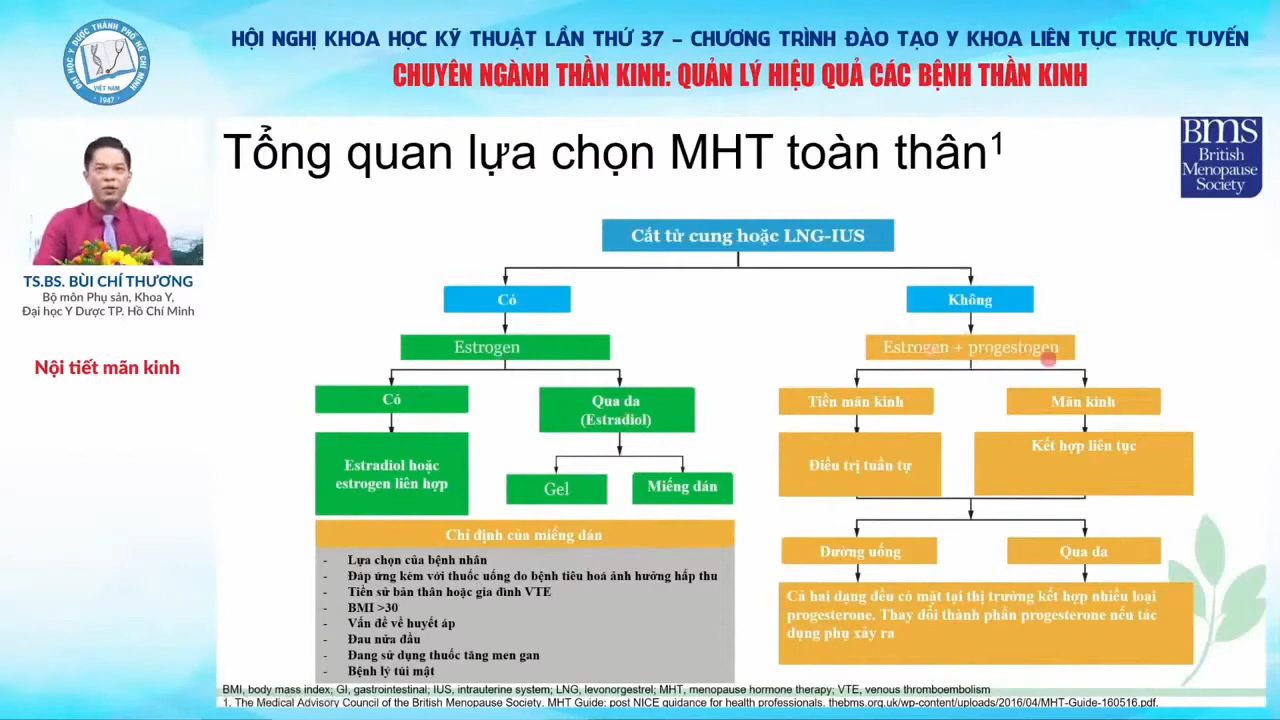 ĐẠI HỌC Y DƯỢC THÀNH PHỐ HỒ CHÍ MINH
VIỆT NAM
1947
HỘI NGHỊ KHOA HỌC KỸ THUẬT LẦN THỨ 37 – CHƯƠNG TRÌNH ĐÀO TẠO Y KHOA LIÊN TỤC TRỰC TUYẾN
CHUYÊN NGÀNH THẦN KINH: QUẢN LÝ HIỆU QUẢ CÁC BỆNH THẦN KINH
TS.BS. BÙI CHÍ THƯƠNG
Bộ môn Phụ sản, Khoa Y,
Đại học Y Dược TP. Hồ Chí Minh
Nội tiết mãn kinh
Tổng quan lựa chọn MHT toàn thân1
BMS
British
Menopause
Society
Cắt tử cung hoặc LNG-IUS
Có
Không
Estrogen
Estrogen + progestogen
Có
Qua da
(Estradiol)
Estradiol hoặc
estrogen liên hợp
Gel
Miếng dán
Tiền mãn kinh
Mãn kinh
Điều trị tuần tự
Kết hợp liên tục
Đường uống
Qua da
Cả hai dạng đều có mặt tại thị trường kết hợp nhiều loại
progesterone. Thay đổi thành phần progesterone nếu tác
dụng phụ xảy ra
Chỉ định của miếng dán
- Lựa chọn của bệnh nhân
- Đáp ứng kém với thuốc uống do bệnh tiêu hoá ảnh hưởng hấp thu
- Tiền sử bản thân hoặc gia đình VTE
- BMI >30
- Vấn đề về huyết áp
- Đau nửa đầu
- Đang sử dụng thuốc tăng men gan
- Bệnh lý túi mật
BMI, body mass index; GI, gastrointestinal; IUS, intrauterine system; LNG, levonorgestrel; MHT, menopause hormone therapy; VTE, venous thromboembolism
1. The Medical Advisory Council of the British Menopause Society. MHT Guide: post NICE guidance for health professionals. thebms.org.uk/wp-content/uploads/2016/04/MHT-Guide-160516.pdf.